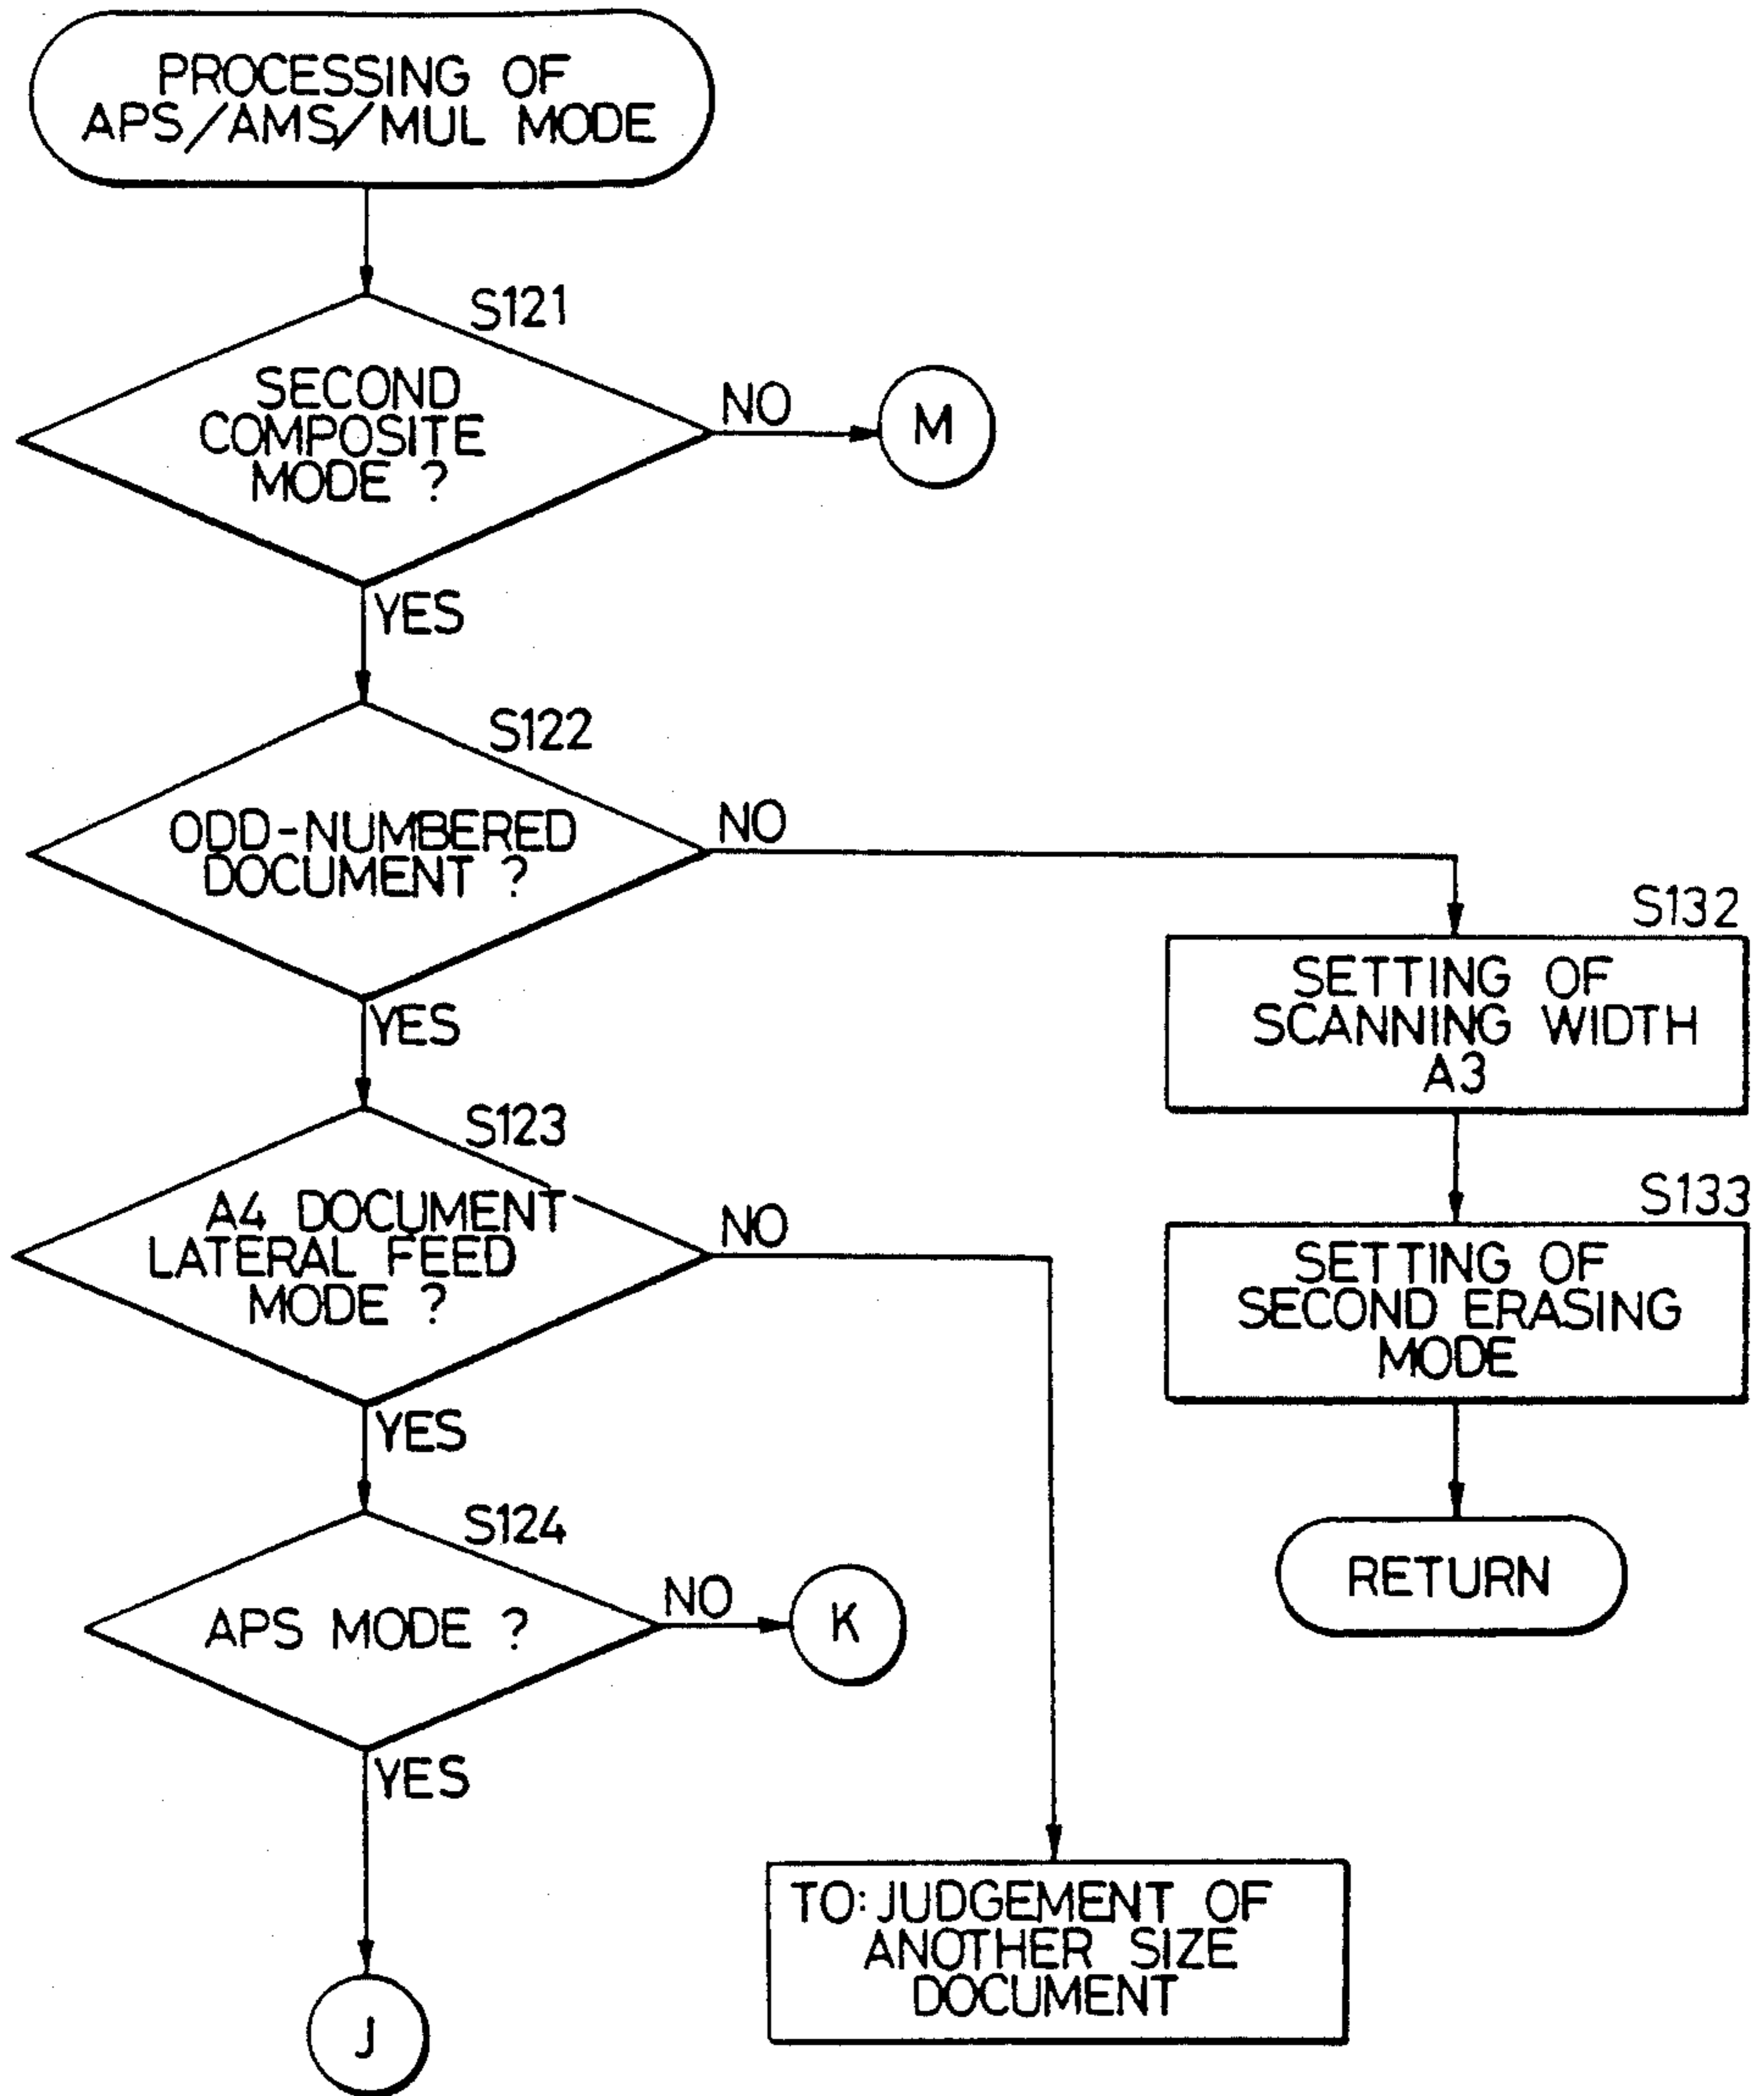 PROCESSING OF
APS/AMS/MUL MODE
S121
SECOND
COMPOSITE
MODE ?
NO
M
YES
S122
ODD-NUMBERED
DOCUMENT ?
NO
YES
S132
SETTING OF
SCANNING WIDTH
A3
S123
A4 DOCUMENT
LATERAL FEED
MODE ?
NO
YES
S133
SETTING OF
SECOND ERASING
MODE
RETURN
S124
APS MODE ?
NO
K
YES
J
TO: JUDGEMENT OF
ANOTHER SIZE
DOCUMENT